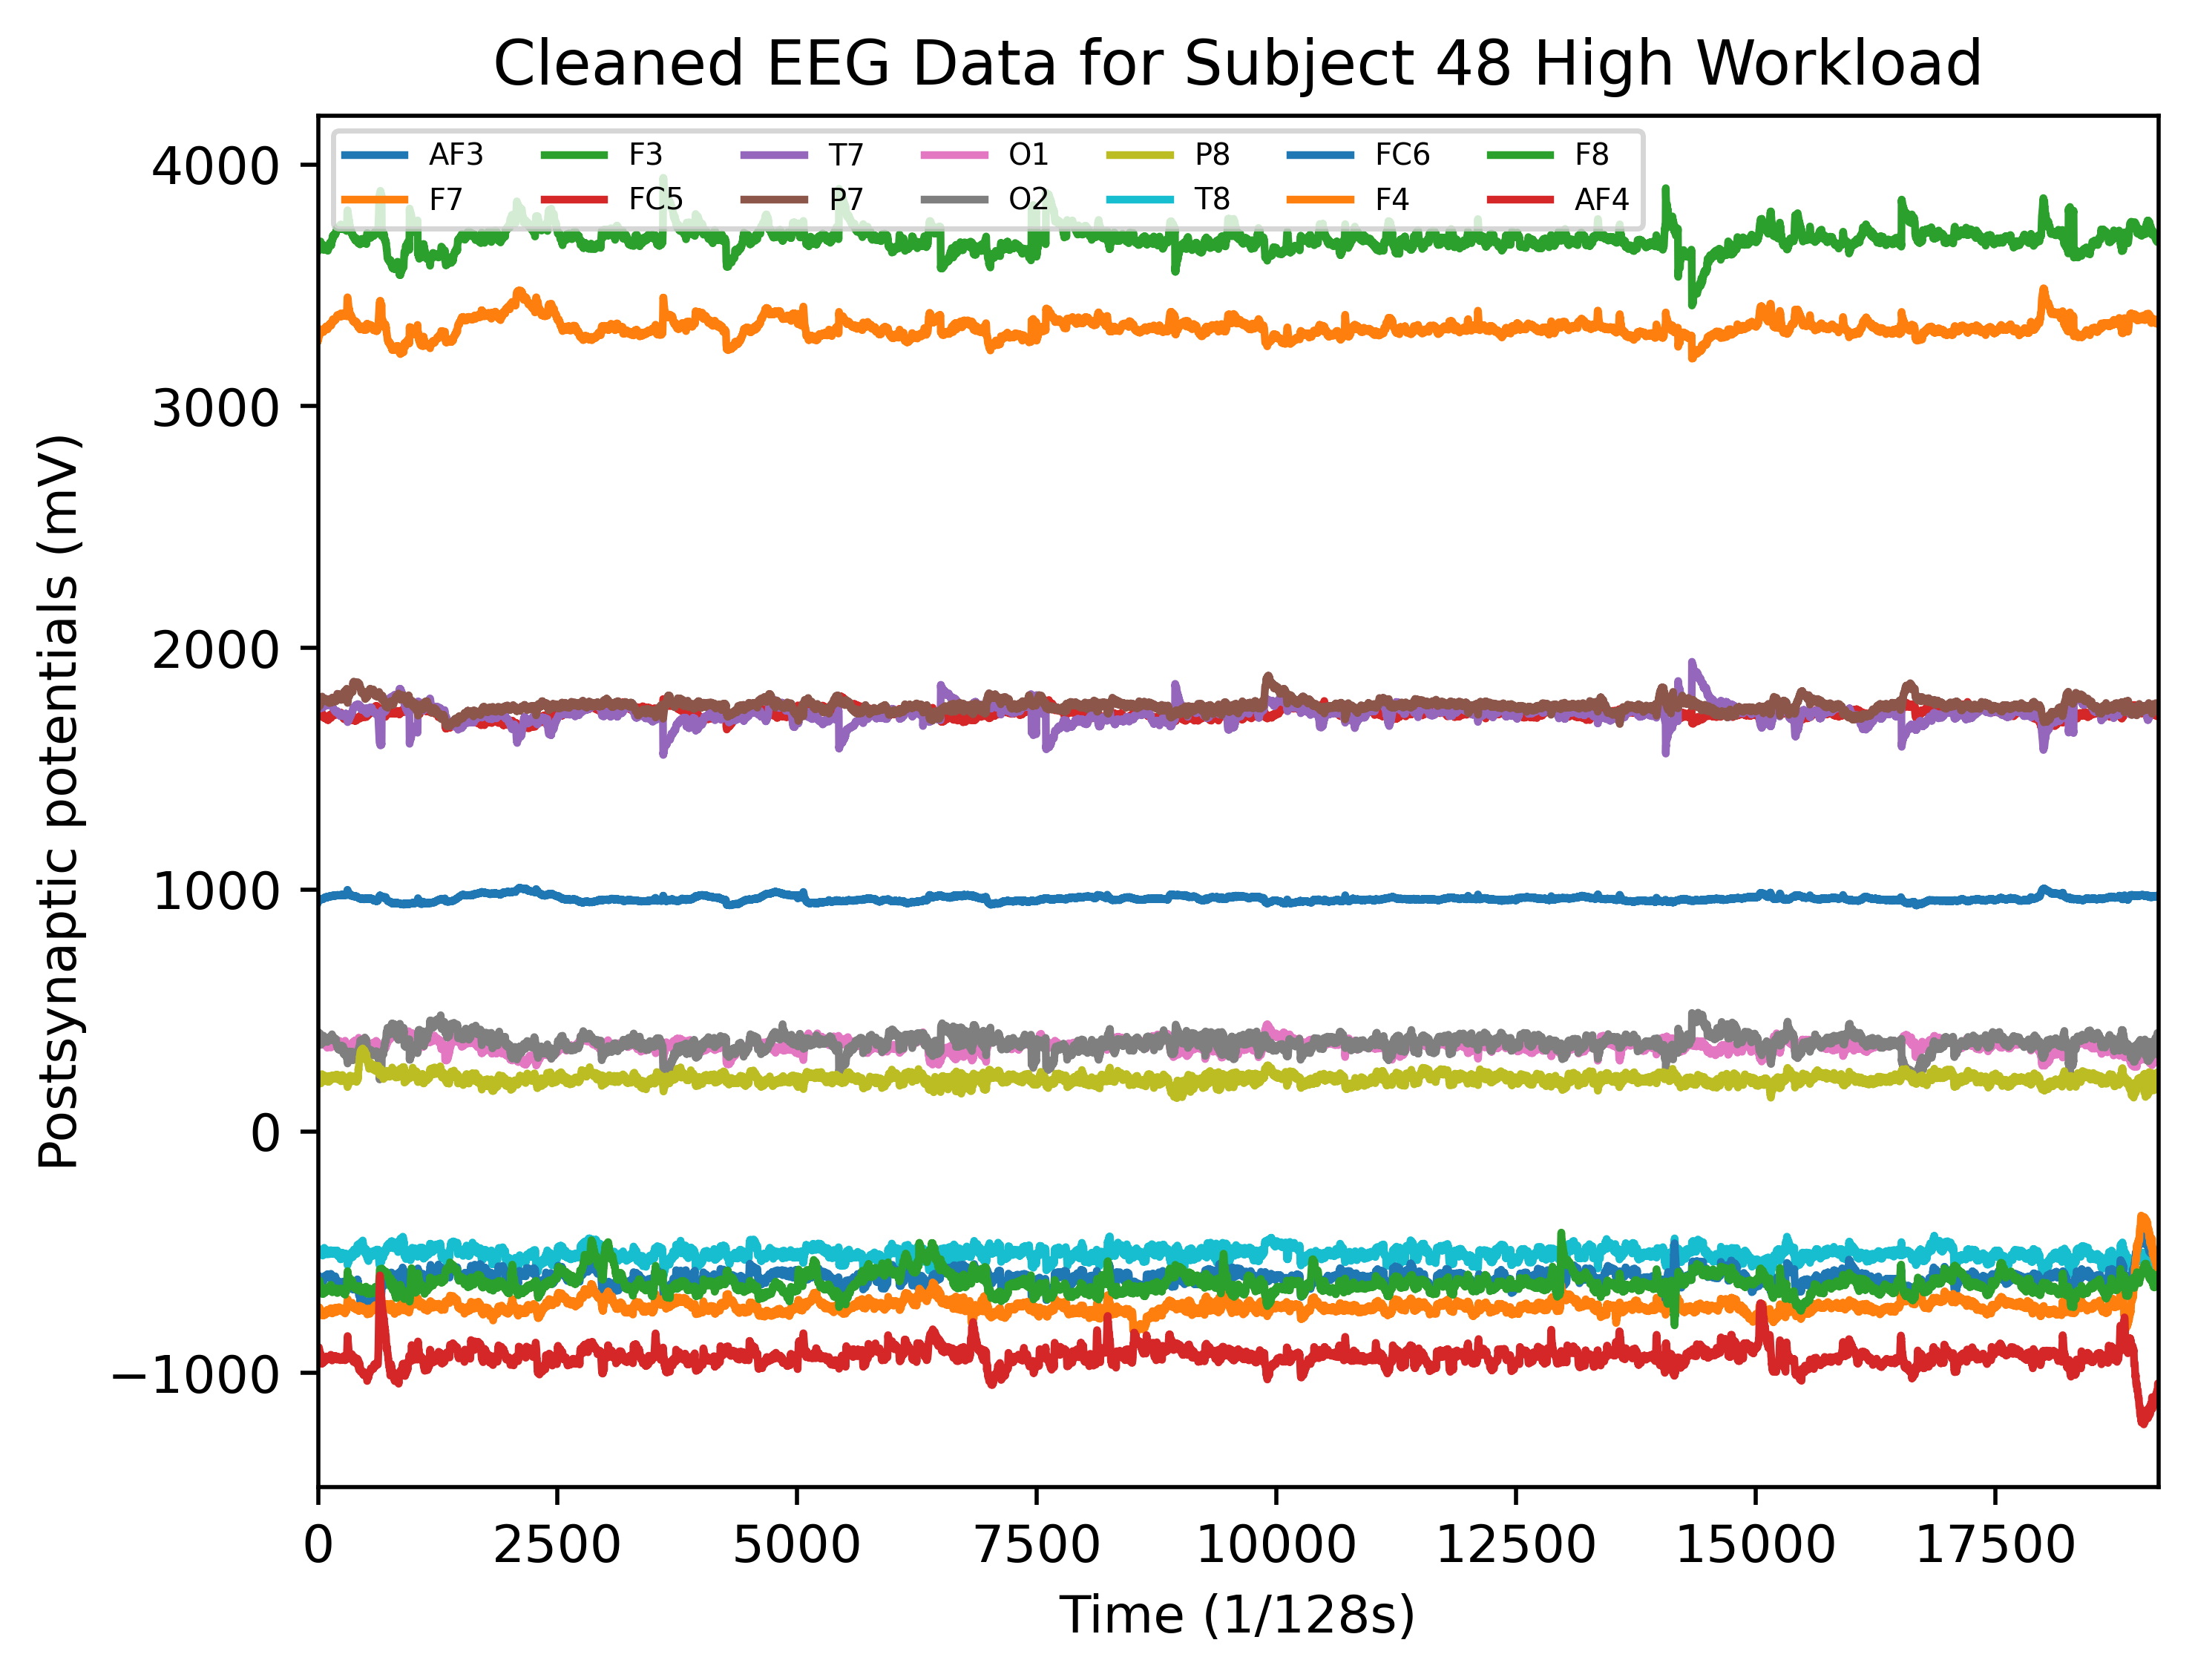 Cleaned EEG Data for Subject 48 High Workload
AF3 F3 T7 O1 P8 FC6 F8
F7 FC5 P7 O2 T8 F4 AF4
4000
3000
2000
1000
0
−1000
Postsynaptic potentials (mV)
0 2500 5000 7500 10000 12500 15000 17500
Time (1/128s)